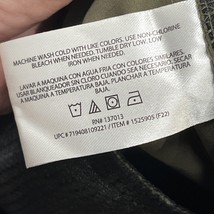 MACHINE WASH COLD WITH LIKE COLORS. USE NON-CHLORINE
BLEACH WHEN NEEDED. TUMBLE DRY LOW. LOW
IRON WHEN NEEDED.
LAVAR A MAQUINA CON AGUA FRIA CON COLORES SIMILARES.
USAR BLANQUEADOR SIN CLORO CUANDO SEA NECESARIO. SECAR
A MAQUINA A TEMPERATURA BAJA. PLANCHAR A TEMPERATURA
BAJA.
RN# 137013
UPC # 719408109221 / ITEM # 1525905 (F22)